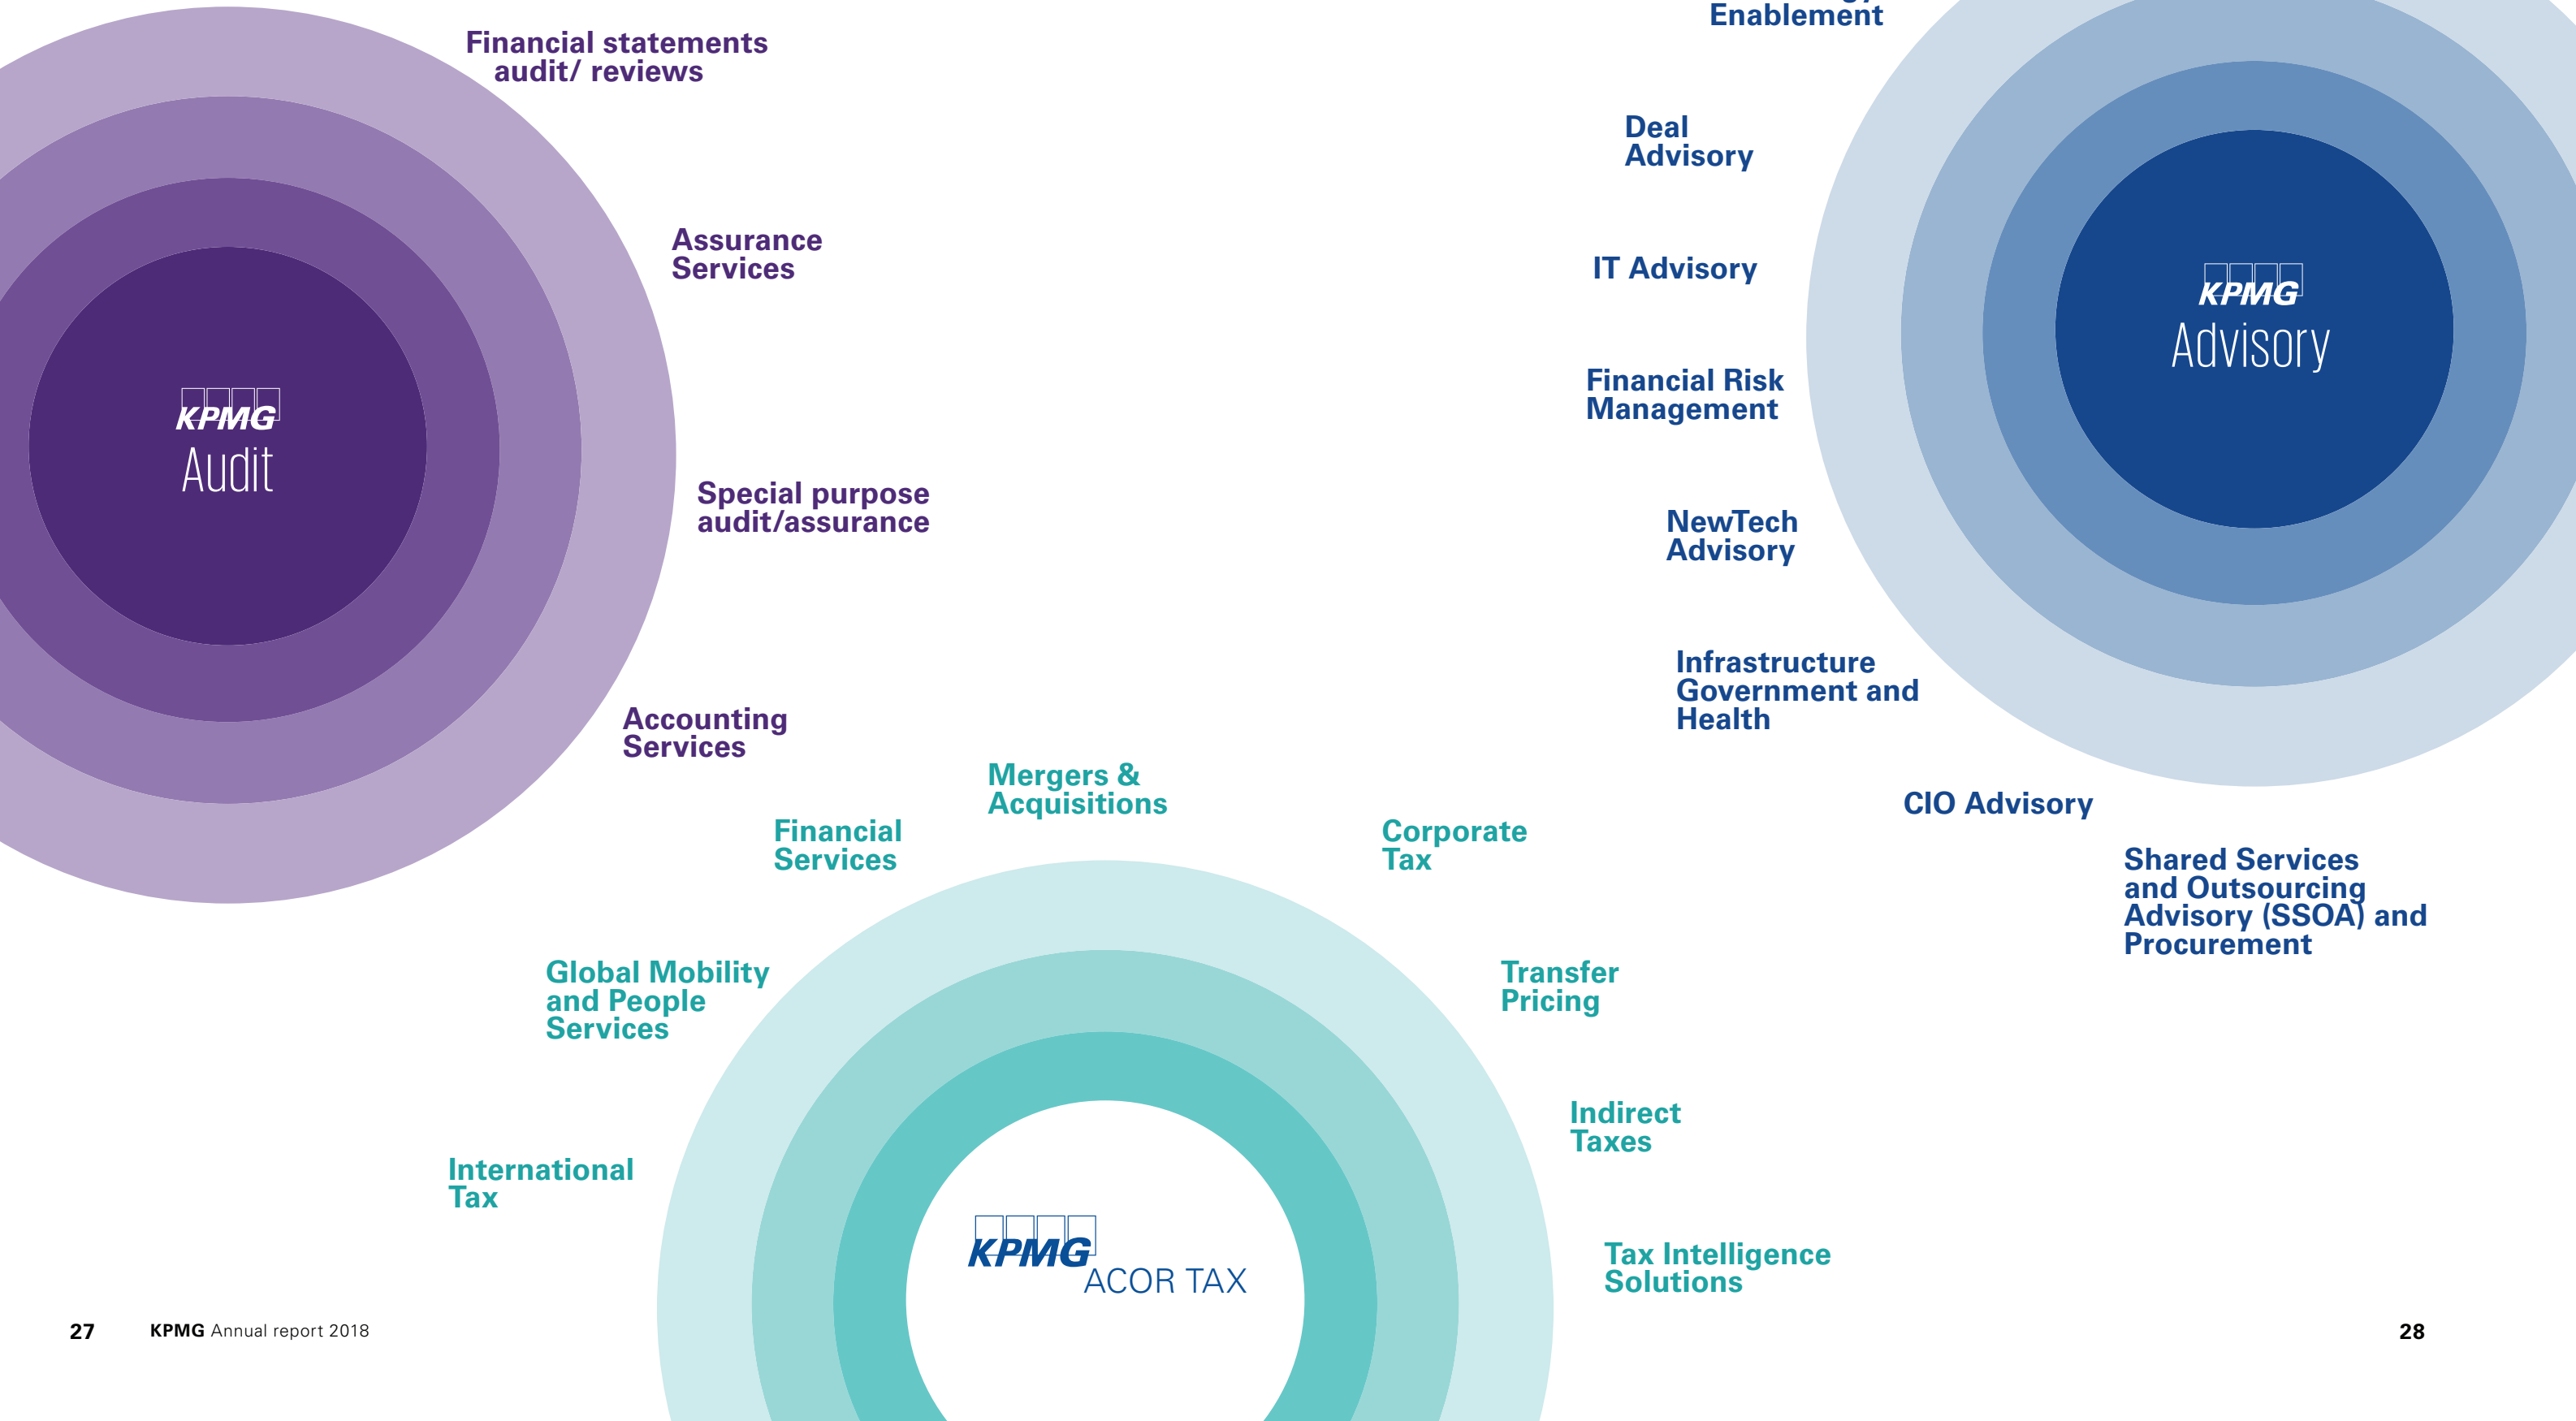 Financial statements
audit/ reviews
Assurance
Services
KPMG
Audit
Special purpose
audit/assurance
Accounting
Services
Enablement
Deal
Advisory
IT Advisory
Financial Risk
Management
NewTech
Advisory
Infrastructure
Government and
Health
CIO Advisory
Shared Services
and Outsourcing
Advisory (SSOA) and
Procurement
KPMG
Advisory
Mergers &
Acquisitions
Financial
Services
Corporate
Tax
Global Mobility
and People
Services
Transfer
Pricing
Indirect
Taxes
International
Tax
Tax Intelligence
Solutions
KPMG
ACOR TAX
27 KPMG Annual report 2018
28